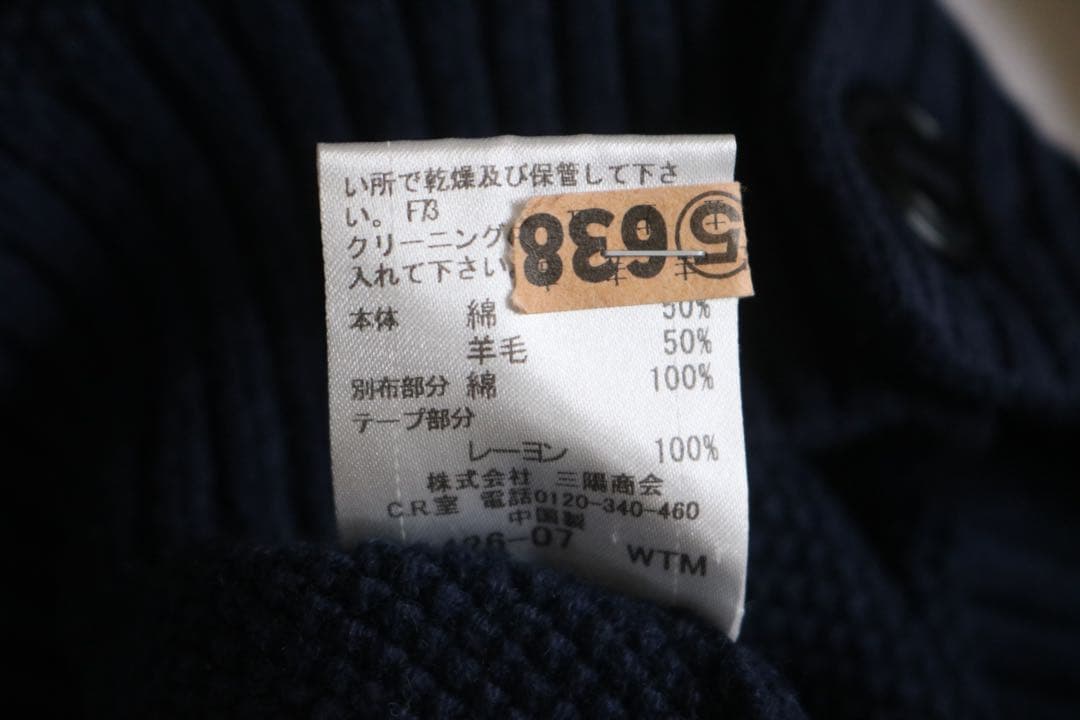 い所で乾燥及び保管して下さ
い。 F73
クリーニング
入れて下さい
⑤638
本体 綿 50%
羊毛 50%
別布部分 綿 100%
テープ部分
レーヨン 100%
株式会社 三陽商会
C.R室 電話0120-340-460
中国製
426-07 WTM